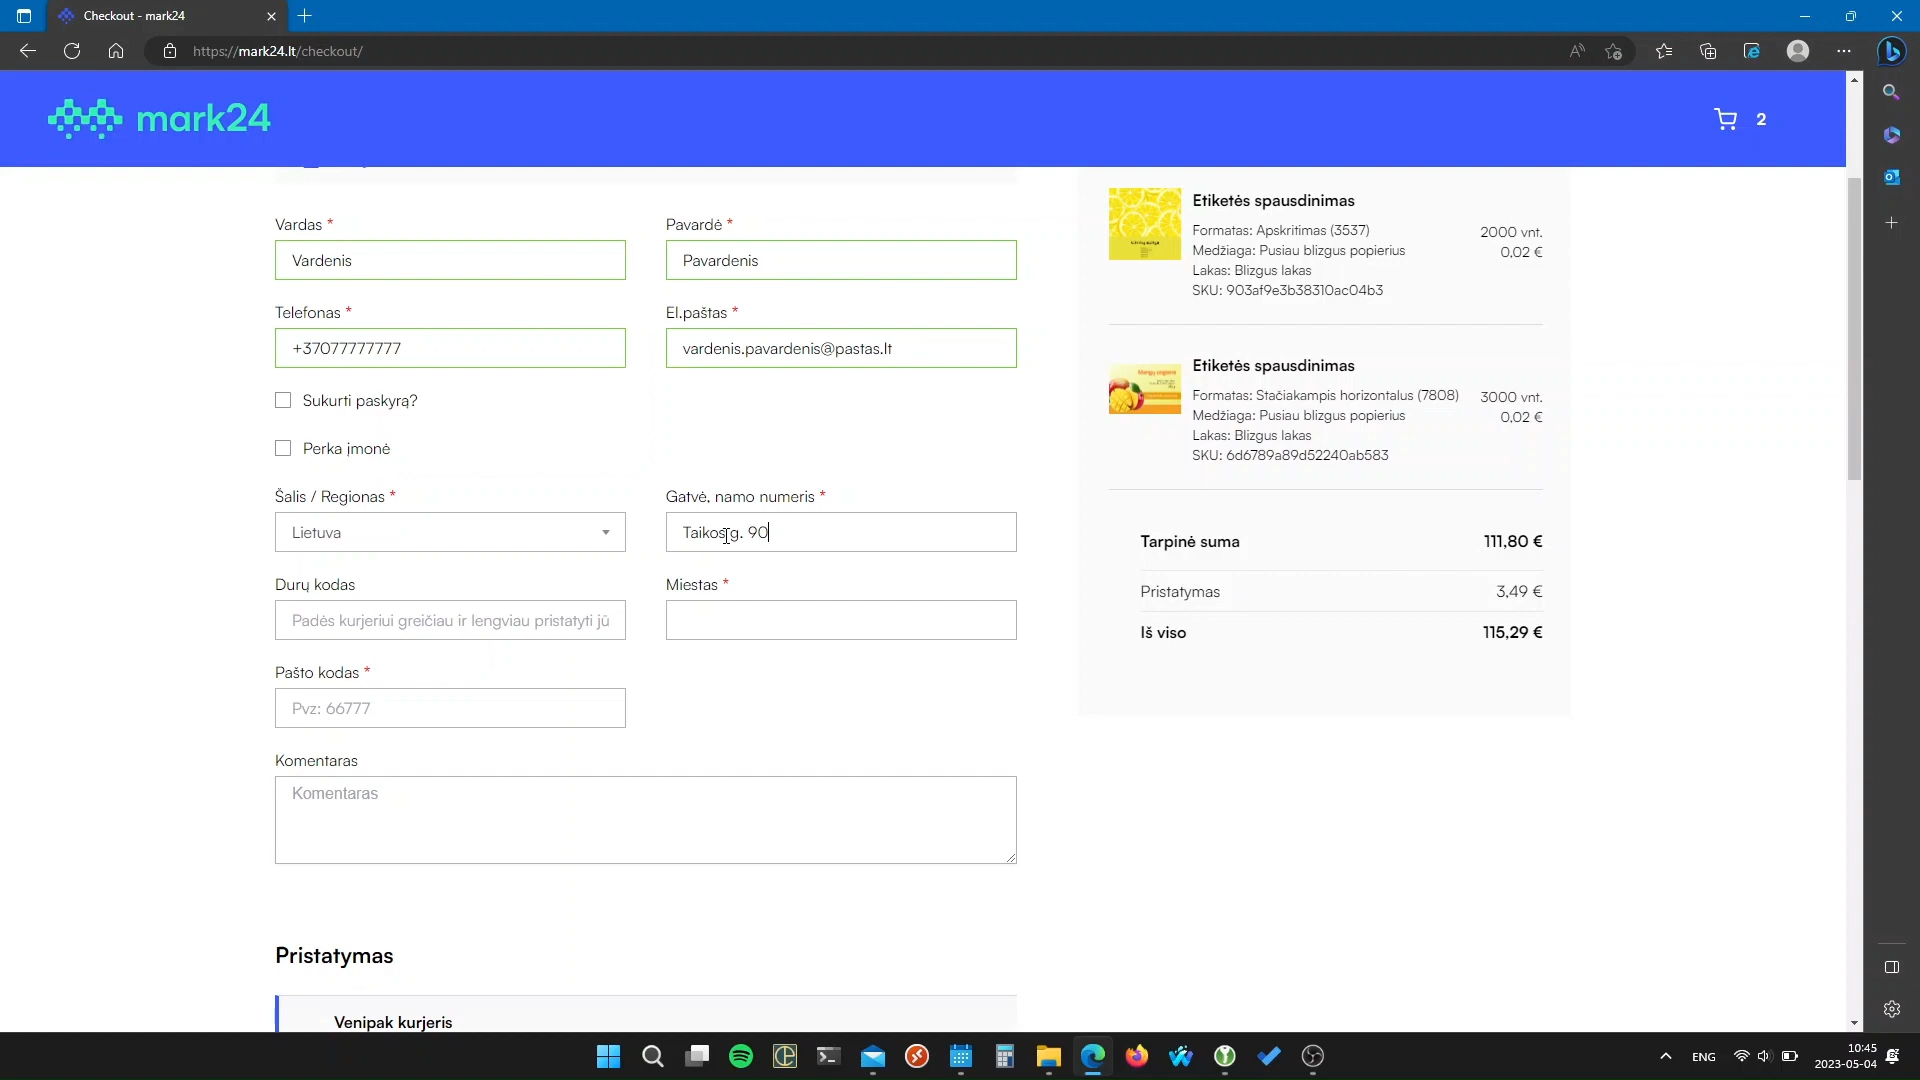 Checkout - mark24
https://mark24.lt/checkout/
mark24
2
Vardas *
Pavardė *
Vardenis
Pavardenis
Telefonas *
El.paštas *
+37077777777
vardenis.pavardenis@pastas.lt
Sukurti paskyrą?
Perka įmonė
Šalis / Regionas *
Gatvė, namo numeris *
Lietuva
Taikos g. 90
Durų kodas
Miestas *
Padės kurjeriui greičiau ir lengviau pristatyti jū
Pašto kodas *
Pvz: 66777
Komentaras
Komentaras
Pristatymas
Venipak kurjeris
Etiketės spausdinimas
Formatas: Apskritimas (3537)
2000 vnt.
Medžiaga: Pusiau blizgus popierius
0,02 €
Lakas: Blizgus lakas
SKU: 903af9e3b38310ac04b3
Etiketės spausdinimas
Formatas: Stačiakampis horizontalus (7808)
3000 vnt.
Medžiaga: Pusiau blizgus popierius
0,02 €
Lakas: Blizgus lakas
SKU: 6d6789a89d52240ab583
Tarpinė suma
111,80 €
Pristatymas
3,49 €
Iš viso
115,29 €
ENG
10:45
2023-05-04